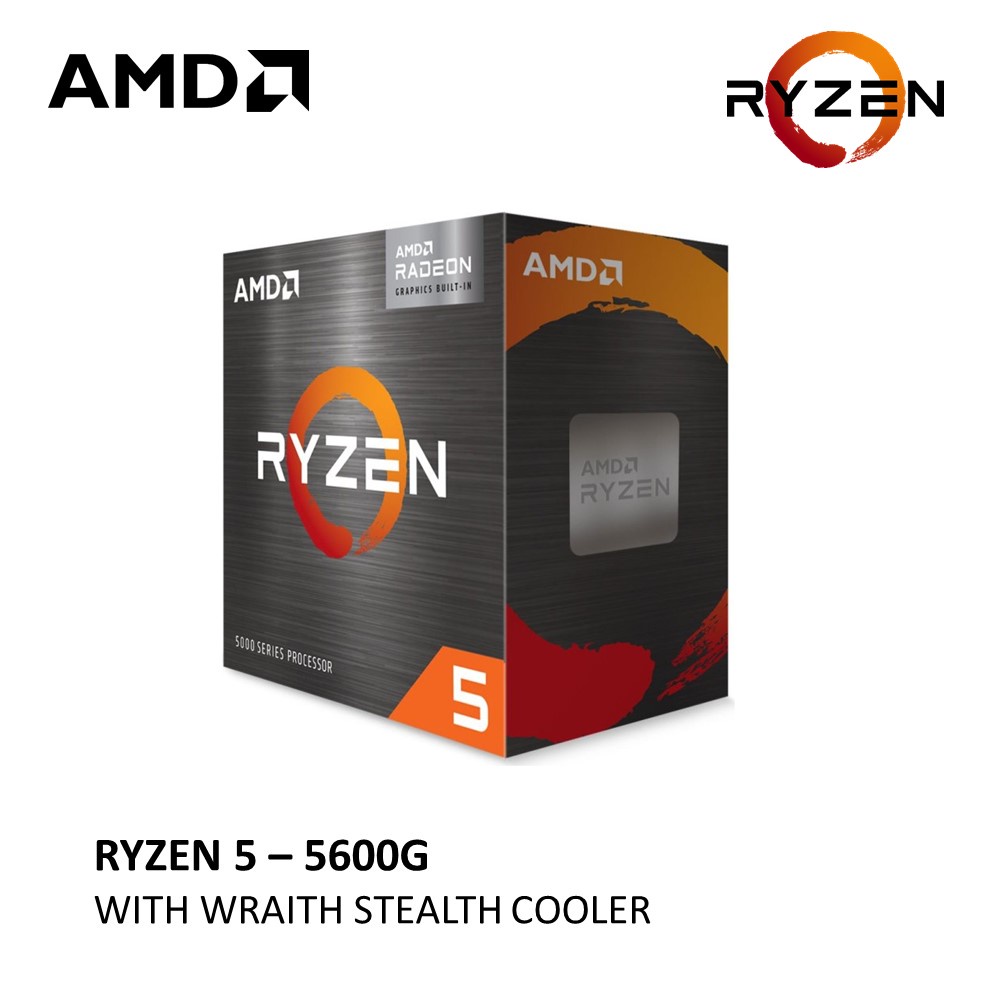 AMD
RYZEN
AMD
RADEON
GRAPHICS BUILT-IN
AMD
RYZEN
5000 SERIES PROCESSOR
5
AMD
AMD
RYZEN
RYZEN 5 – 5600G
WITH WRAITH STEALTH COOLER